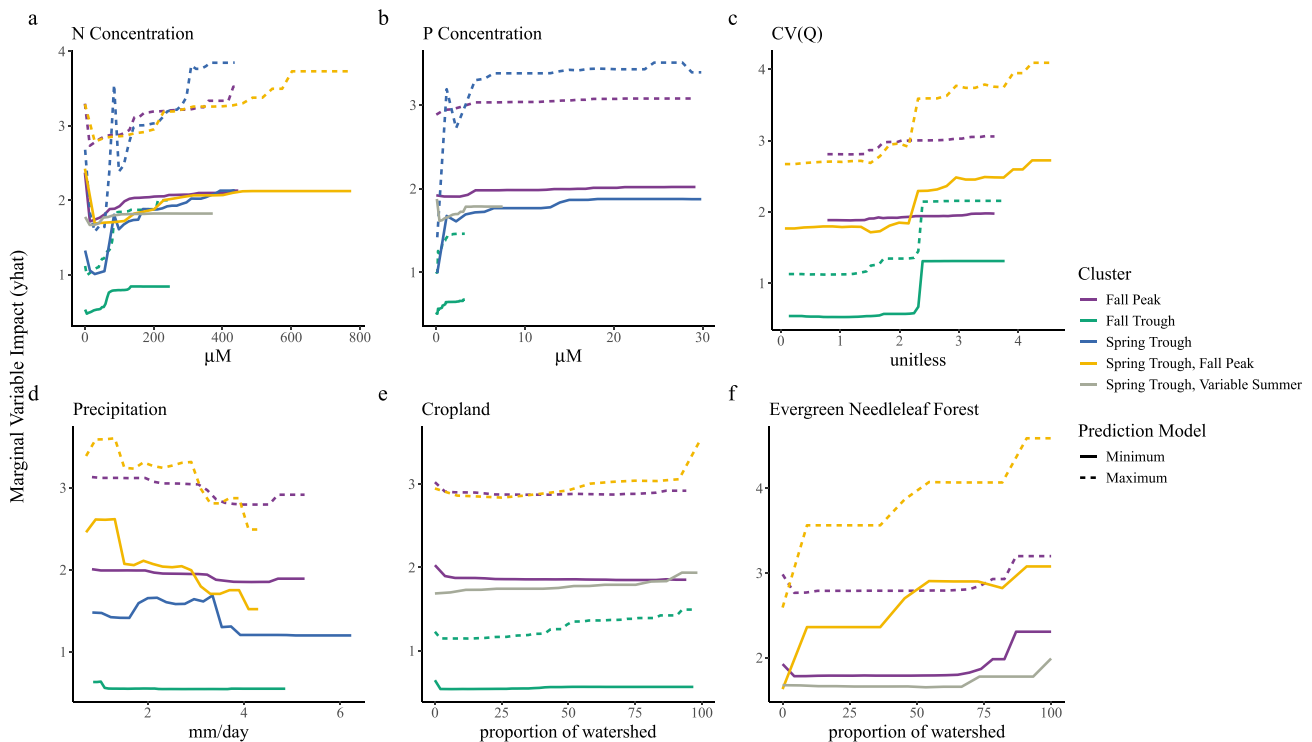 a
N Concentration
4
3
2
1
0
200
400
600
800
µM
b
P Concentration
3
2
1
0
10
20
30
µM
c
CV(Q)
4
3
2
1
0
1
2
3
4
unitless
Marginal Variable Impact (yhat)
d
Precipitation
3
2
1
2
4
6
mm/day
e
Cropland
3
2
1
0
25
50
75
100
proportion of watershed
f
Evergreen Needleleaf Forest
4
3
2
0
25
50
75
100
proportion of watershed
Cluster
Fall Peak
Fall Trough
Spring Trough
Spring Trough, Fall Peak
Spring Trough, Variable Summer
Prediction Model
Minimum
Maximum